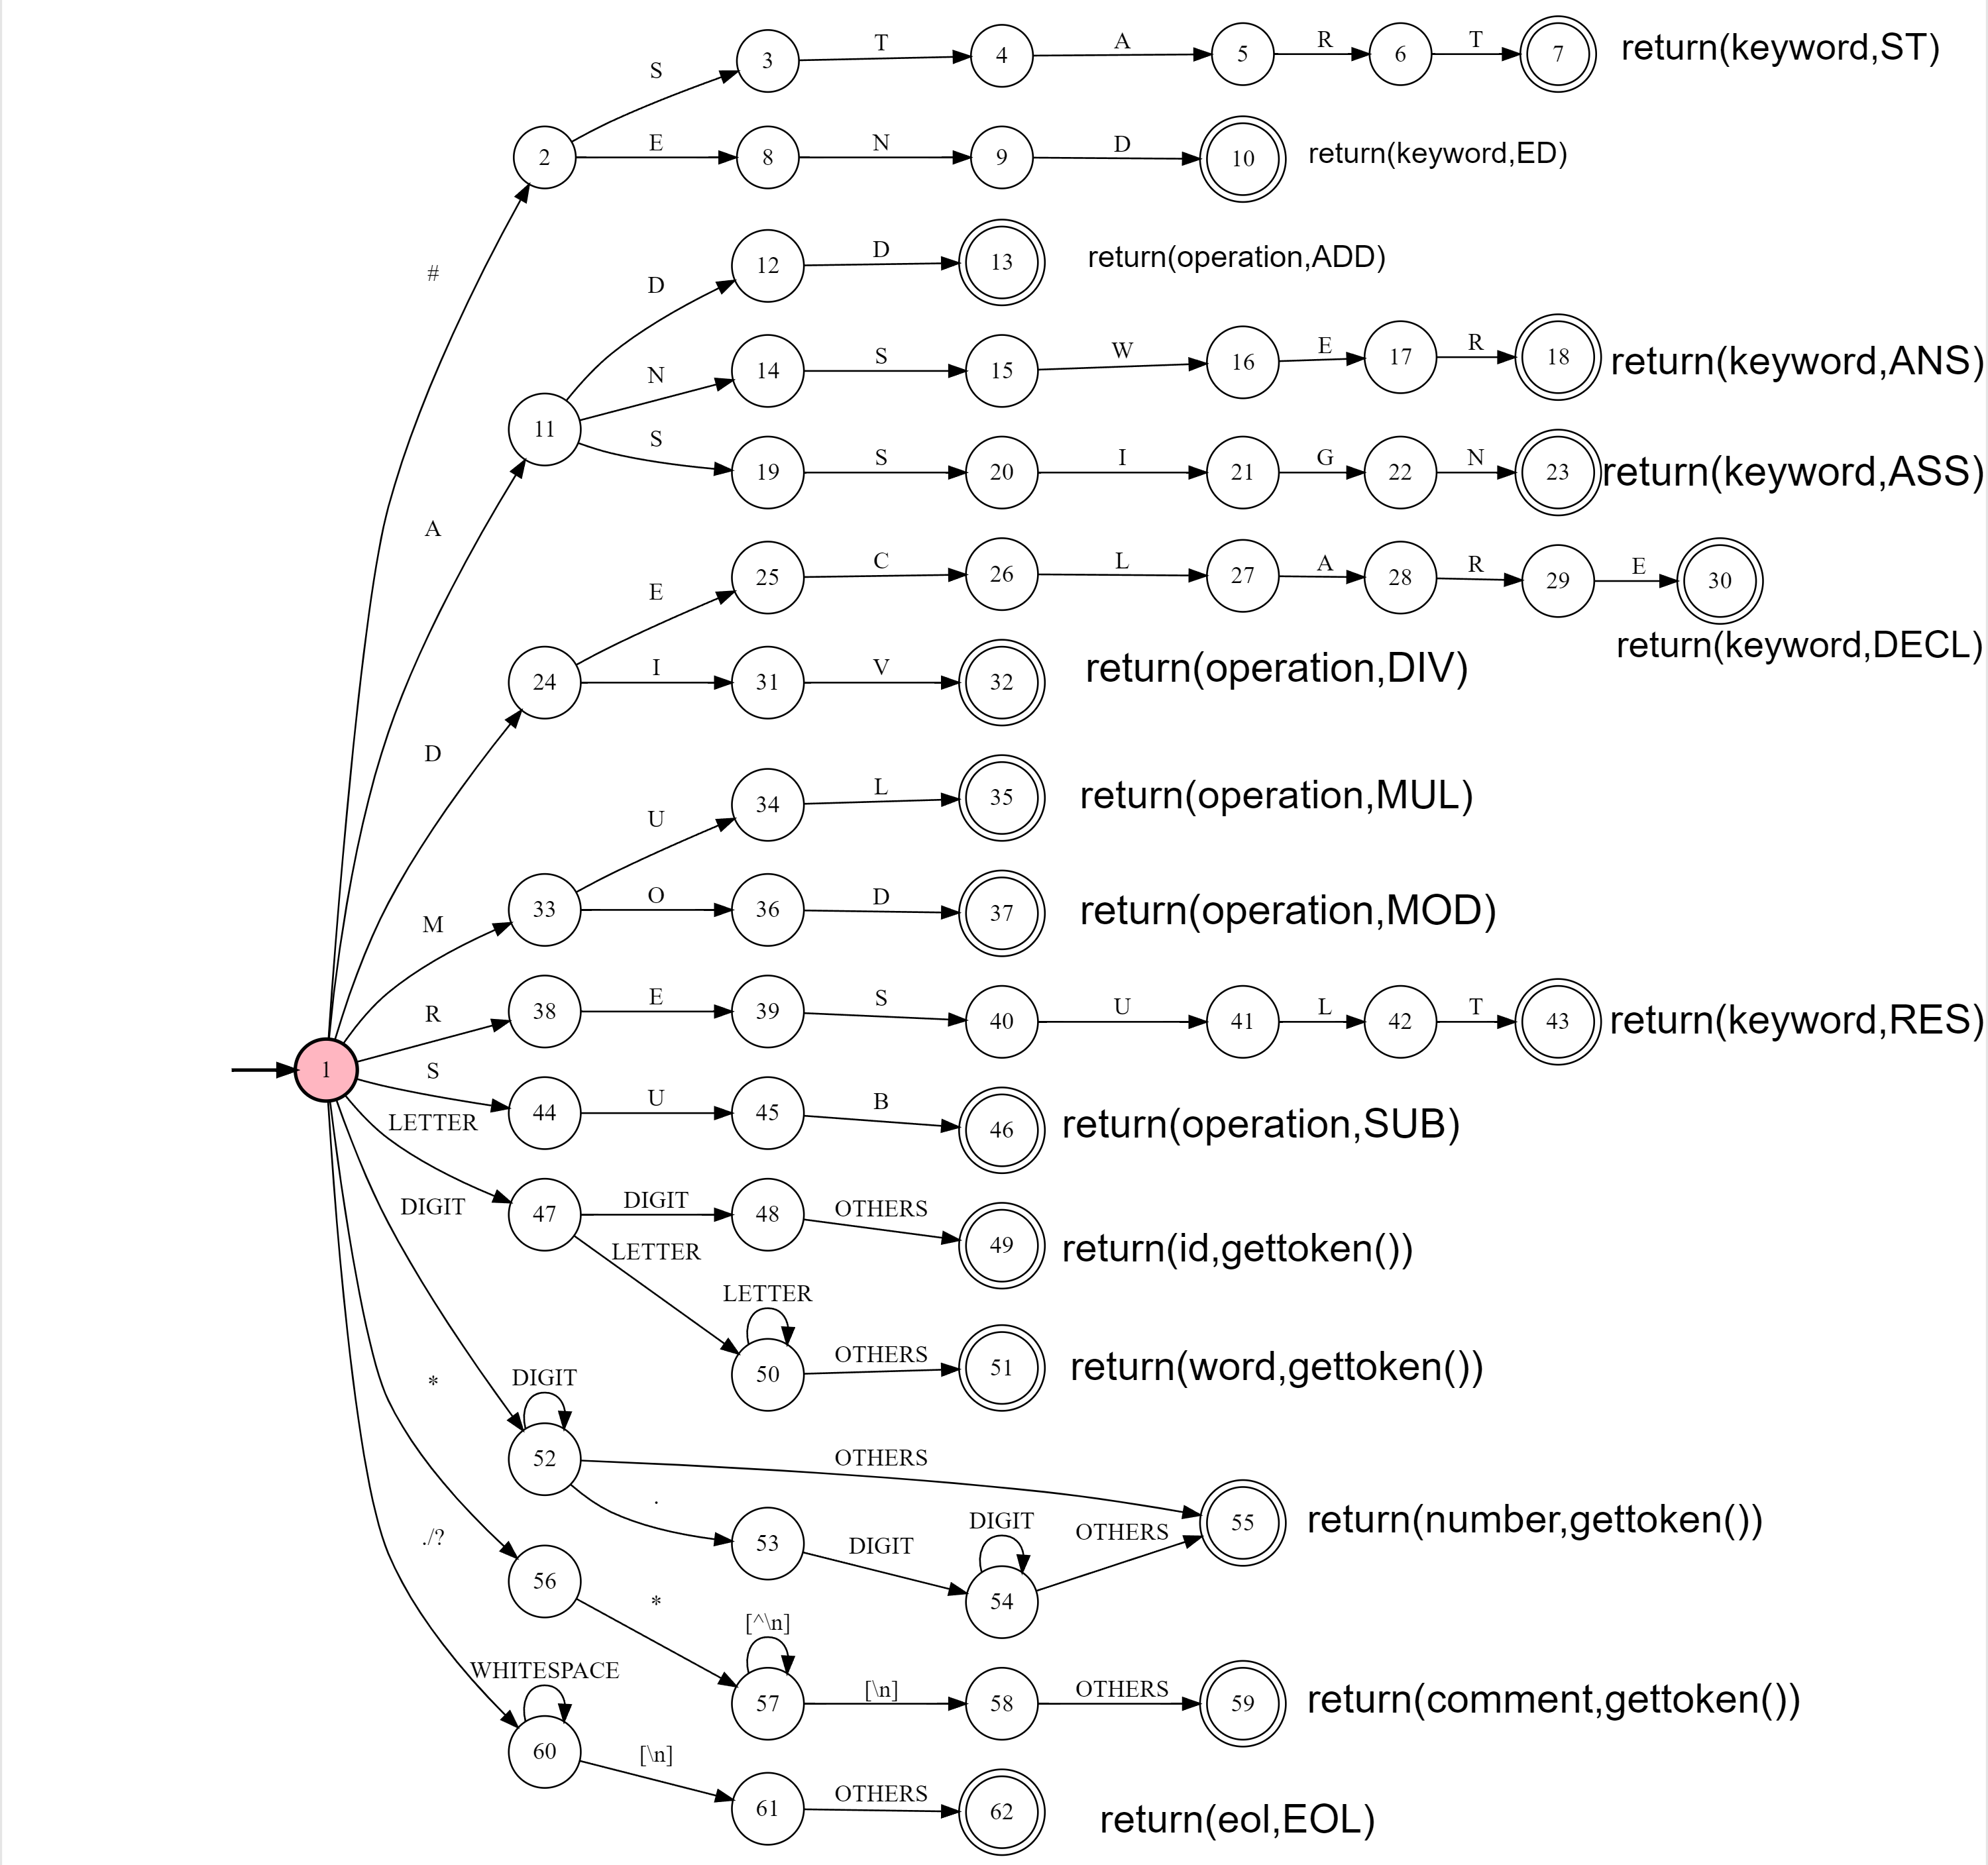 S
3
T
4
A
5
R
6
T
7
return(keyword,ST)
2
E
8
N
9
D
10
return(keyword,ED)
#
D
12
D
13
return(operation,ADD)
11
N
14
S
15
W
16
E
17
R
18
return(keyword,ANS)
S
19
S
20
I
21
G
22
N
23
return(keyword,ASS)
A
E
25
C
26
L
27
A
28
R
29
E
30
return(keyword,DECL)
24
I
31
V
32
return(operation,DIV)
D
U
34
L
35
return(operation,MUL)
M
33
O
36
D
37
return(operation,MOD)
R
38
E
39
S
40
U
41
L
42
T
43
return(keyword,RES)
1
S
44
U
45
B
46
return(operation,SUB)
LETTER
47
DIGIT
48
OTHERS
49
return(id,gettoken())
LETTER
LETTER
50
OTHERS
51
return(word,gettoken())
DIGIT
DIGIT
52
OTHERS
55
return(number,gettoken())
.
53
DIGIT
DIGIT
54
OTHERS
*
56
*
[^\n]
57
[\n]
58
OTHERS
59
return(comment,gettoken())
./?
WHITESPACE
60
[\n]
61
OTHERS
62
return(eol,EOL)